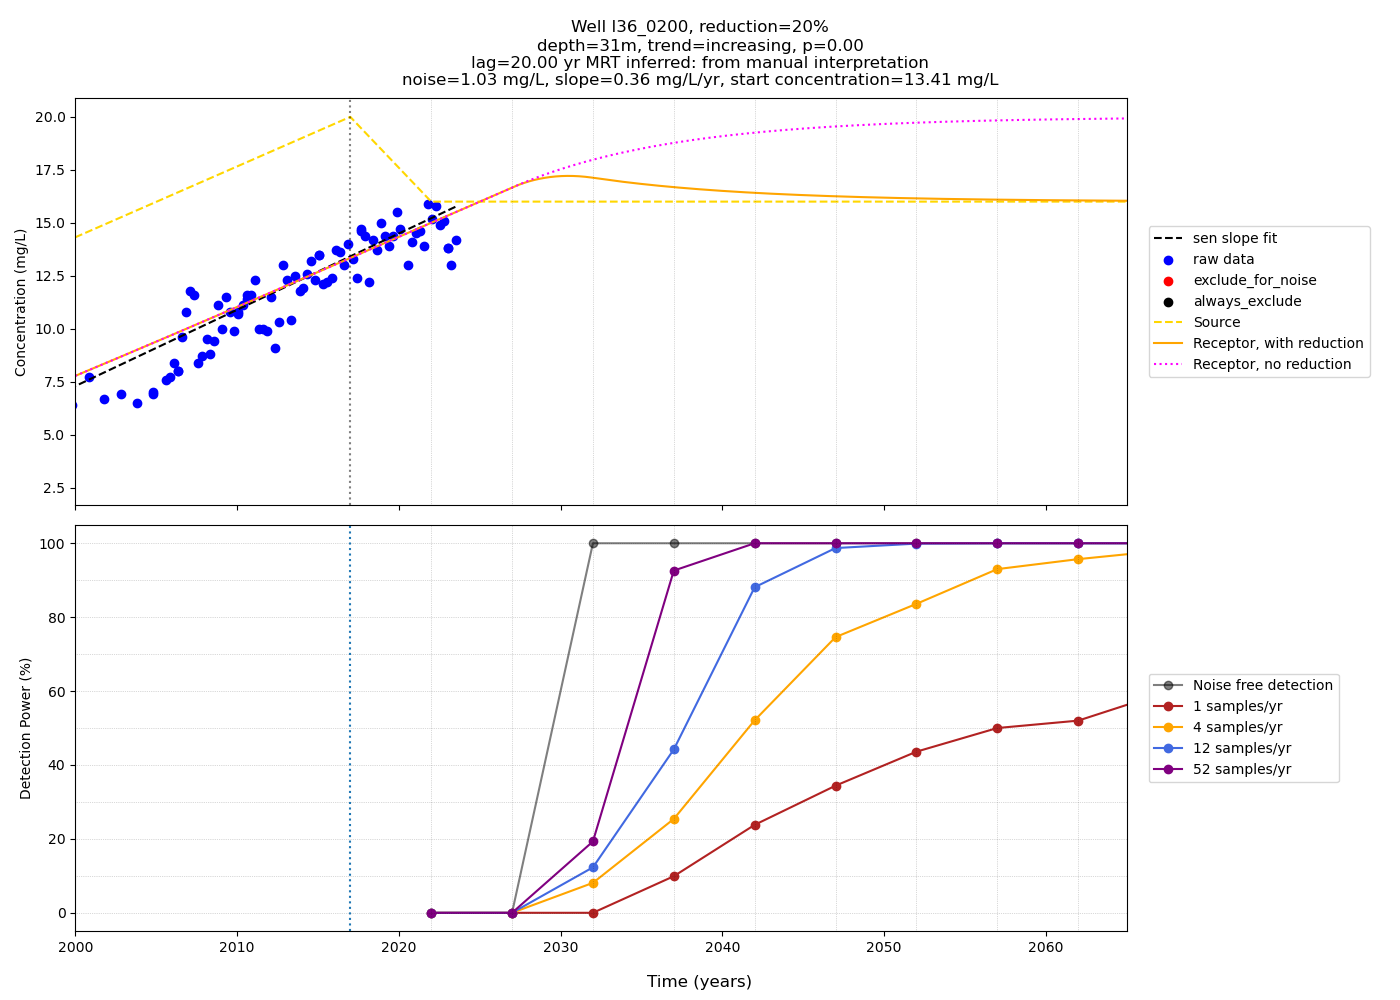 Well l36_0200, reduction=20%
depth=31m, trend=increasing, p=0.00
lag=20.00 yr MRT inferred: from manual interpretation
noise=1.03 mg/L, slope=0.36 mg/L/yr, start concentration=13.41 mg/L
Concentration (mg/L)
20.0
17.5
15.0
12.5
10.0
7.5
5.0
2.5
sen slope fit
raw data
exclude_for_noise
always_exclude
Source
Receptor, with reduction
Receptor, no reduction
Detection Power (%)
100
80
60
40
20
0
Noise free detection
1 samples/yr
4 samples/yr
12 samples/yr
52 samples/yr
2000
2010
2020
2030
2040
2050
2060
Time (years)